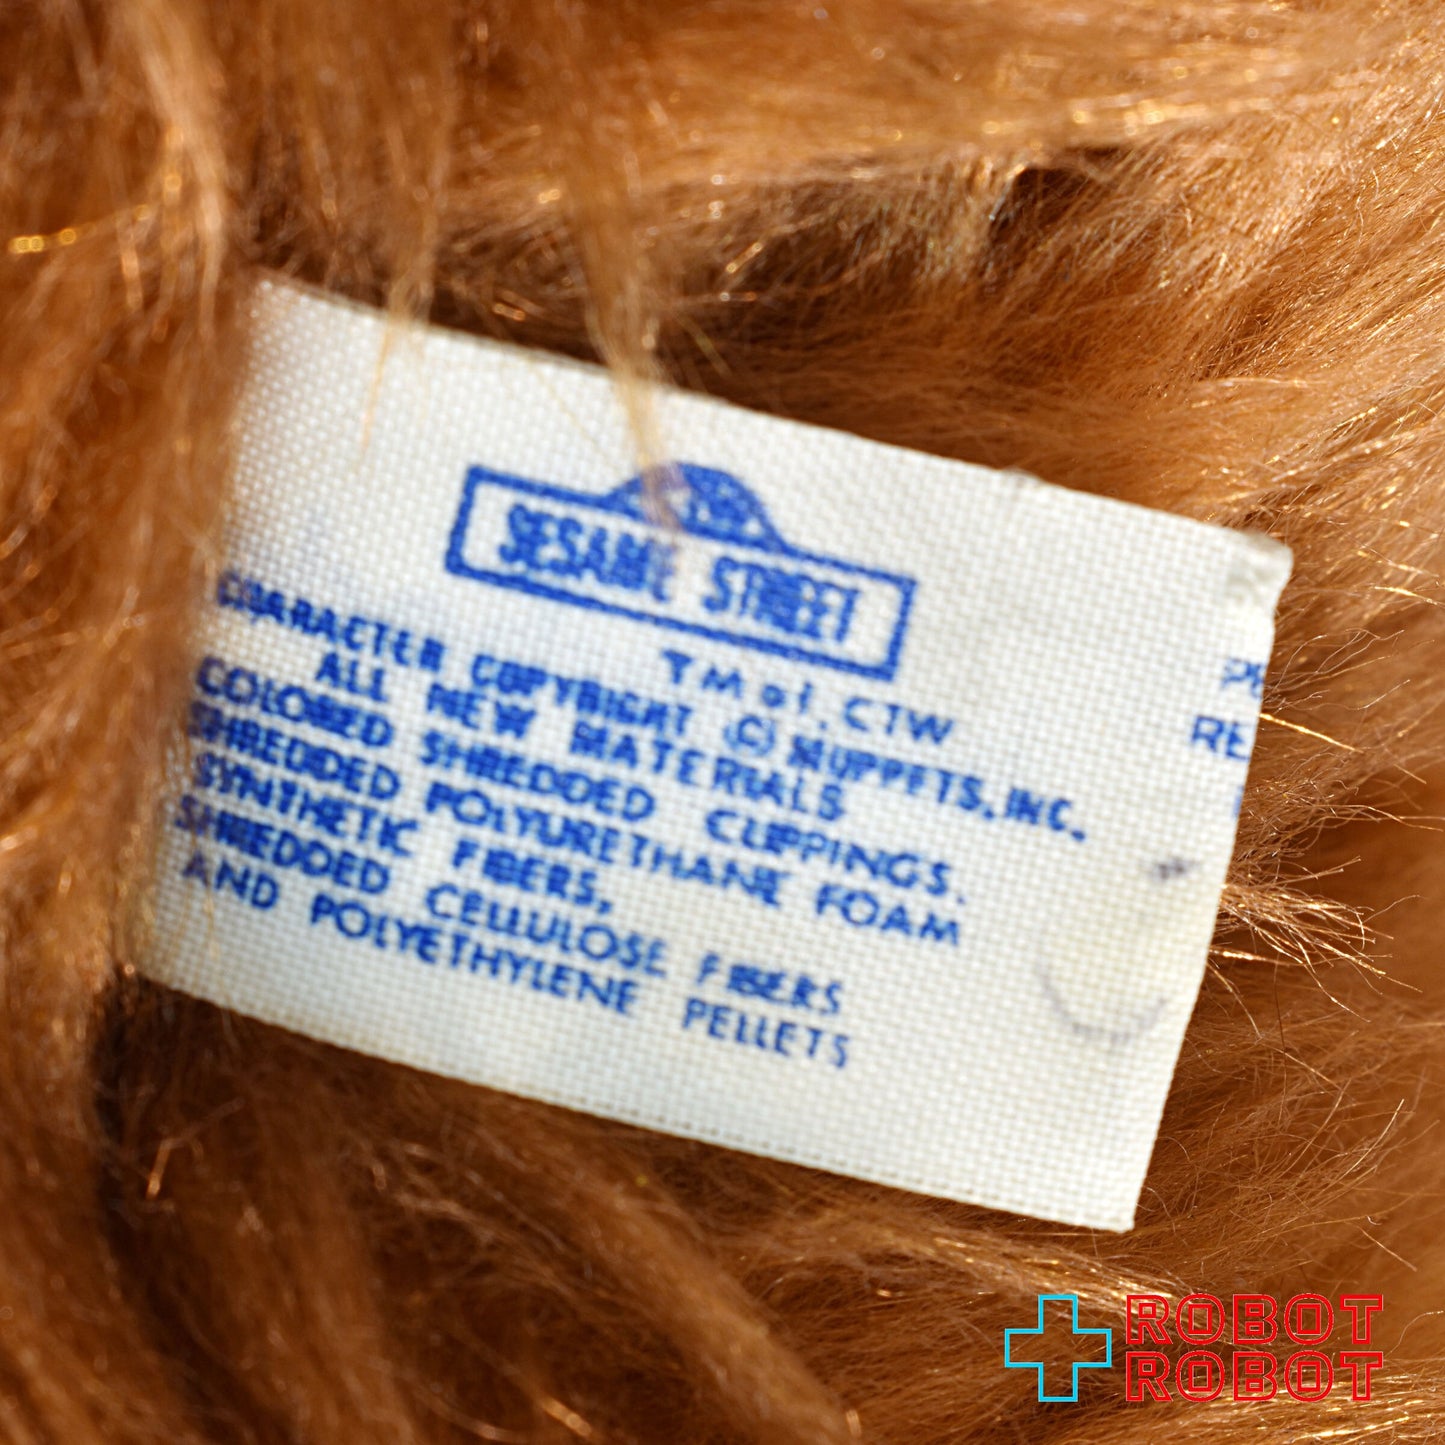 SESAME STREET
TM of. CTW
CHARACTER COPYRIGHT © MUPPETS, INC.
ALL NEW MATERIALS
COLORED SHREDDED CLIPPINGS.
SHREDDED POLYURETHANE FOAM
SYNTHETIC FIBERS,
SHREDDED CELLULOSE FIBERS
AND POLYETHYLENE PELLETS
RE
ROBOT
ROBOT